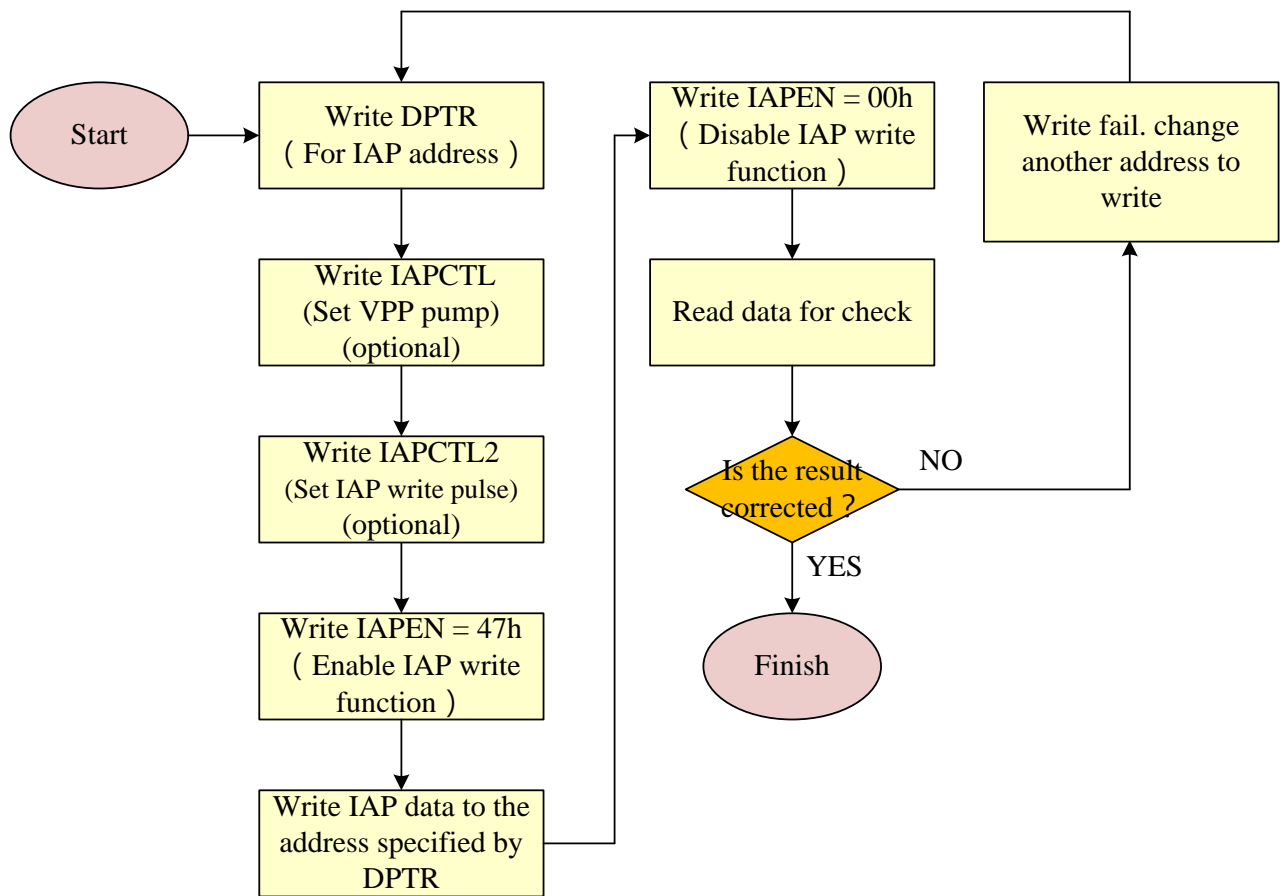 Start
Write DPTR
( For IAP address )
Write IAPCTL
(Set VPP pump)
(optional)
Write IAPCTL2
(Set IAP write pulse)
(optional)
Write IAPEN = 47h
( Enable IAP write
function )
Write IAP data to the
address specified by
DPTR
Write IAPEN = 00h
( Disable IAP write
function )
Read data for check
Is the result
corrected ?
NO
YES
Finish
Write fail. change
another address to
write